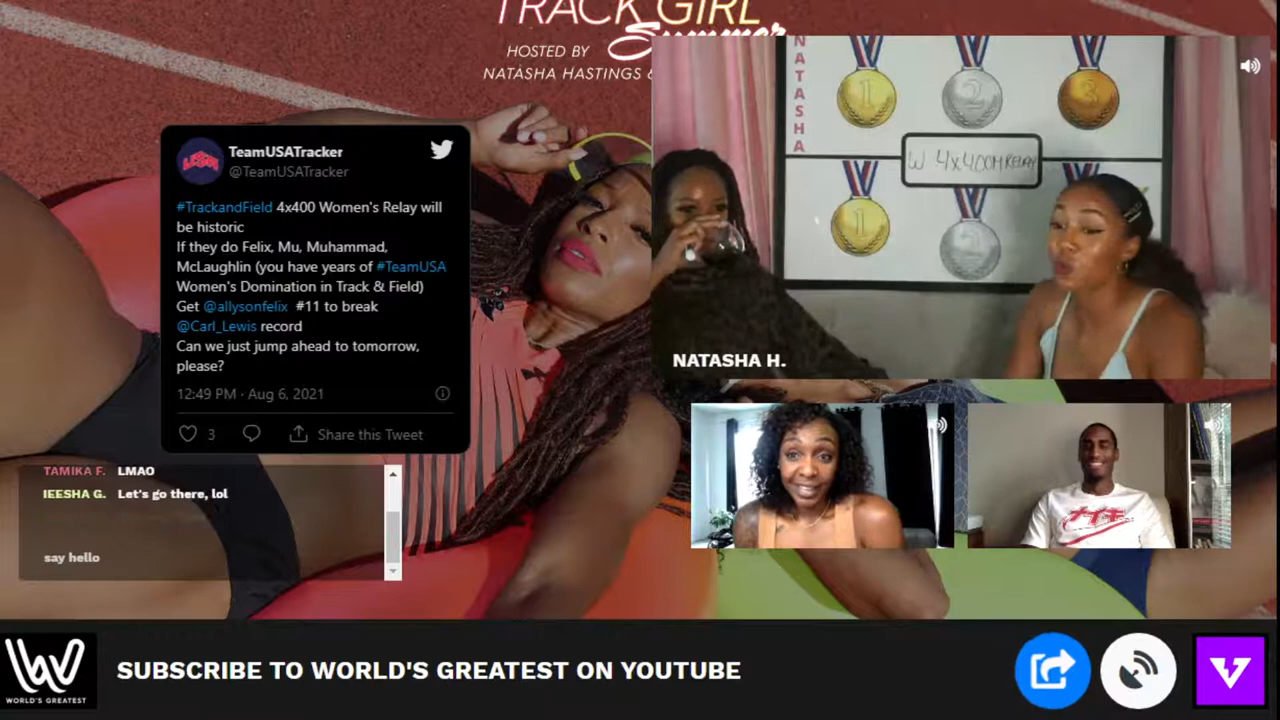 TRACK GIRL
Summer
HOSTED BY
NATASHA HASTINGS &
NATASHA
1 2 3
W 4x400M RELAY
1 2
NATASHA H.
TeamUSATracker
@TeamUSATracker
#TrackandField 4x400 Women's Relay will
be historic
If they do Felix, Mu, Muhammad,
McLaughlin (you have years of #TeamUSA
Women's Domination in Track & Field)
Get @allysonfelix #11 to break
@Carl_Lewis record
Can we just jump ahead to tomorrow,
please?
12:49 PM · Aug 6, 2021
3 Share this Tweet
TAMIKA F. LMAO
IEESHA G. Let's go there, lol
say hello
ナイキ
WORLD'S GREATEST
SUBSCRIBE TO WORLD'S GREATEST ON YOUTUBE